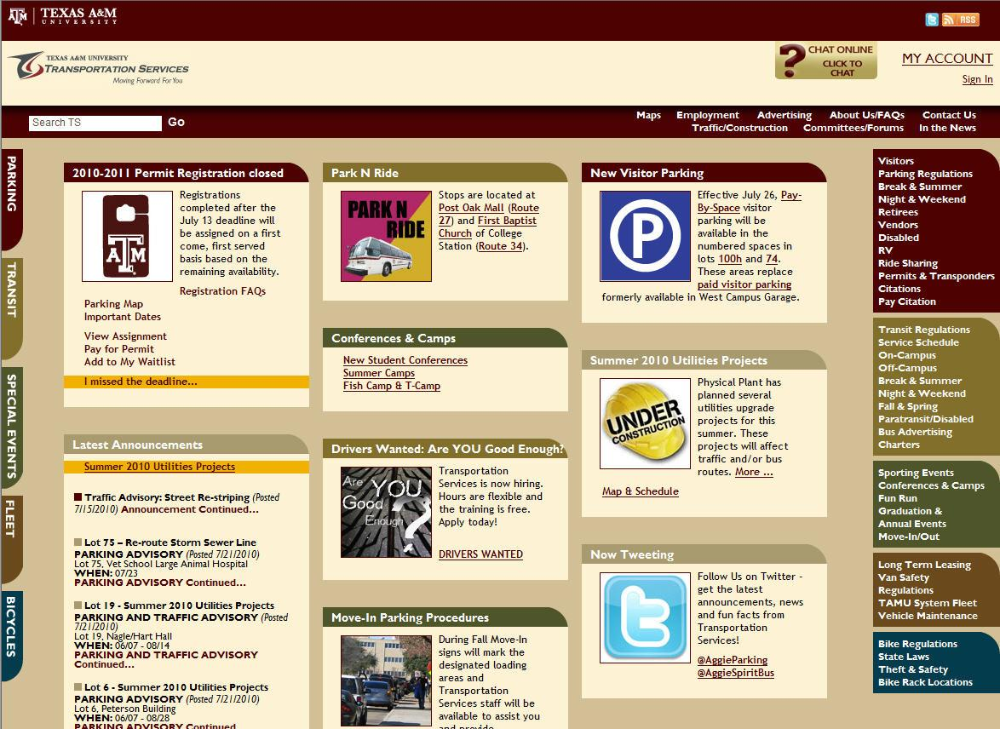 TEXAS A&M
UNIVERSITY
RSS
TEXAS A&M UNIVERSITY
TRANSPORTATION SERVICES
Moving Forward For You
? CHAT ONLINE
CLICK TO
CHAT
MY ACCOUNT
Sign In
Search TS
Go
Maps Employment Advertising About Us/FAQs Contact Us
Traffic/Construction Committees/Forums In the News
PARKING
TRANSIT
SPECIAL EVENTS
FLEET
BICYCLES
2010-2011 Permit Registration closed
ATM
Registrations
completed after the
July 13 deadline will
be assigned on a first
come, first served
basis based on the
remaining availability.
Registration FAQs
Parking Map
Important Dates
View Assignment
Pay for Permit
Add to My Waitlist
I missed the deadline...
Latest Announcements
Summer 2010 Utilities Projects
Traffic Advisory: Street Re-striping (Posted
7/15/2010) Announcement Continued...
Lot 75 – Re-route Storm Sewer Line
PARKING ADVISORY (Posted 7/21/2010)
Lot 75, Vet School Large Animal Hospital
WHEN: 07/23
PARKING ADVISORY Continued...
Lot 19 - Summer 2010 Utilities Projects
PARKING AND TRAFFIC ADVISORY (Posted
7/21/2010)
Lot 19, Nagle/Hart Hall
WHEN: 06/07 - 08/14
PARKING AND TRAFFIC ADVISORY
Continued...
Lot 6 - Summer 2010 Utilities Projects
PARKING ADVISORY (Posted 7/21/2010)
Lot 6, Peterson Building
WHEN: 06/07 - 08/28
PARKING ADVISORY Continued
Park N Ride
PARK N
RIDE
Stops are located at
Post Oak Mall (Route
27) and First Baptist
Church of College
Station (Route 34).
Conferences & Camps
New Student Conferences
Summer Camps
Fish Camp & T-Camp
Drivers Wanted: Are YOU Good Enough?
Are YOU
Good
Enough ?
Transportation
Services is now hiring.
Hours are flexible and
the training is free.
Apply today!
DRIVERS WANTED
Move-In Parking Procedures
During Fall Move-In
signs will mark the
designated loading
areas and
Transportation
Services staff will be
available to assist you
and provide
New Visitor Parking
P
Effective July 26, Pay-
By-Space visitor
parking will be
available in the
numbered spaces in
lots 100h and 74.
These areas replace
paid visitor parking
formerly available in West Campus Garage.
Summer 2010 Utilities Projects
UNDER
CONSTRUCTION
Physical Plant has
planned several
utilities upgrade
projects for this
summer. These
projects will affect
traffic and/or bus
routes. More ...
Map & Schedule
Now Tweeting
Follow Us on Twitter -
get the latest
announcements, news
and fun facts from
Transportation
Services!
@AggieParking
@AggieSpiritBus
Visitors
Parking Regulations
Break & Summer
Night & Weekend
Retirees
Vendors
Disabled
RV
Ride Sharing
Permits & Transponders
Citations
Pay Citation
Transit Regulations
Service Schedule
On-Campus
Off-Campus
Break & Summer
Night & Weekend
Fall & Spring
Paratransit/Disabled
Bus Advertising
Charters
Sporting Events
Conferences & Camps
Fun Run
Graduation &
Annual Events
Move-In/Out
Long Term Leasing
Van Safety
Regulations
TAMU System Fleet
Vehicle Maintenance
Bike Regulations
State Laws
Theft & Safety
Bike Rack Locations